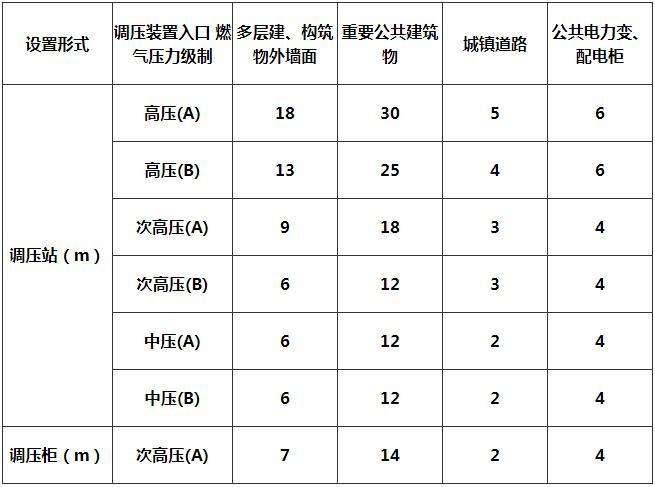 设置形式 调压装置入口 燃气压力级制 多层建、构筑物外墙面 重要公共建筑物 城镇道路 公共电力变、配电柜
调压站（m） 高压(A) 18 30 5 6
高压(B) 13 25 4 6
次高压(A) 9 18 3 4
次高压(B) 6 12 3 4
中压(A) 6 12 2 4
中压(B) 6 12 2 4
调压柜（m） 次高压(A) 7 14 2 4